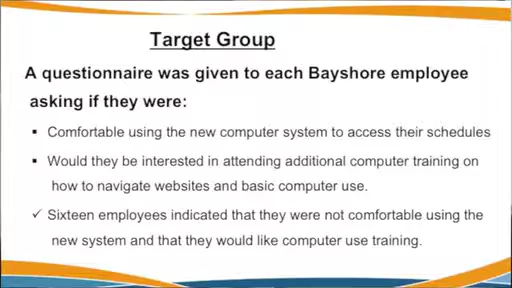 Target Group
A questionnaire was given to each Bayshore employee
asking if they were:
▪ Comfortable using the new computer system to access their schedules
▪ Would they be interested in attending additional computer training on
how to navigate websites and basic computer use.
✓ Sixteen employees indicated that they were not comfortable using the
new system and that they would like computer use training.